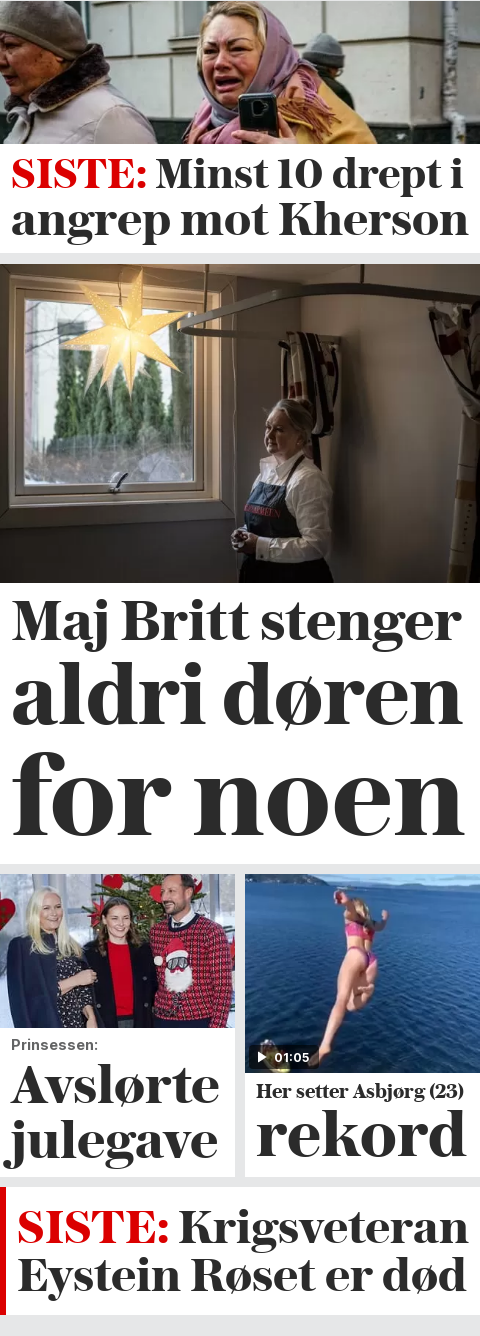 SISTE: Minst 10 drept i
angrep mot Kherson
Maj Britt stenger
aldri døren
for noen
Prinsessen:
Avslørte
julegave
01:05
Her setter Asbjørg (23)
rekord
SISTE: Krigsveteran
Eystein Røset er død